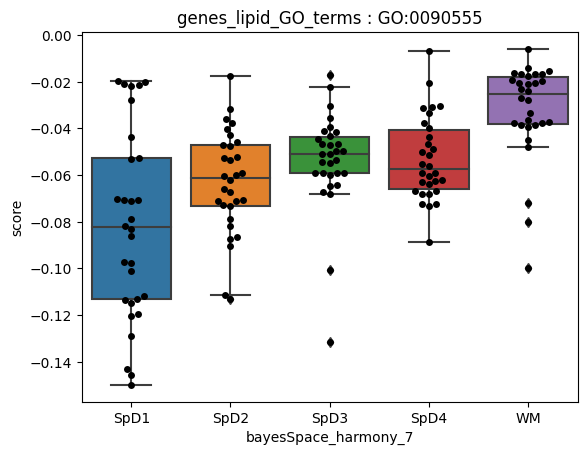 genes_lipid_GO_terms : GO:0090555
0.00
−0.02
−0.04
−0.06
−0.08
−0.10
−0.12
−0.14
score
SpD1 SpD2 SpD3 SpD4 WM
bayesSpace_harmony_7